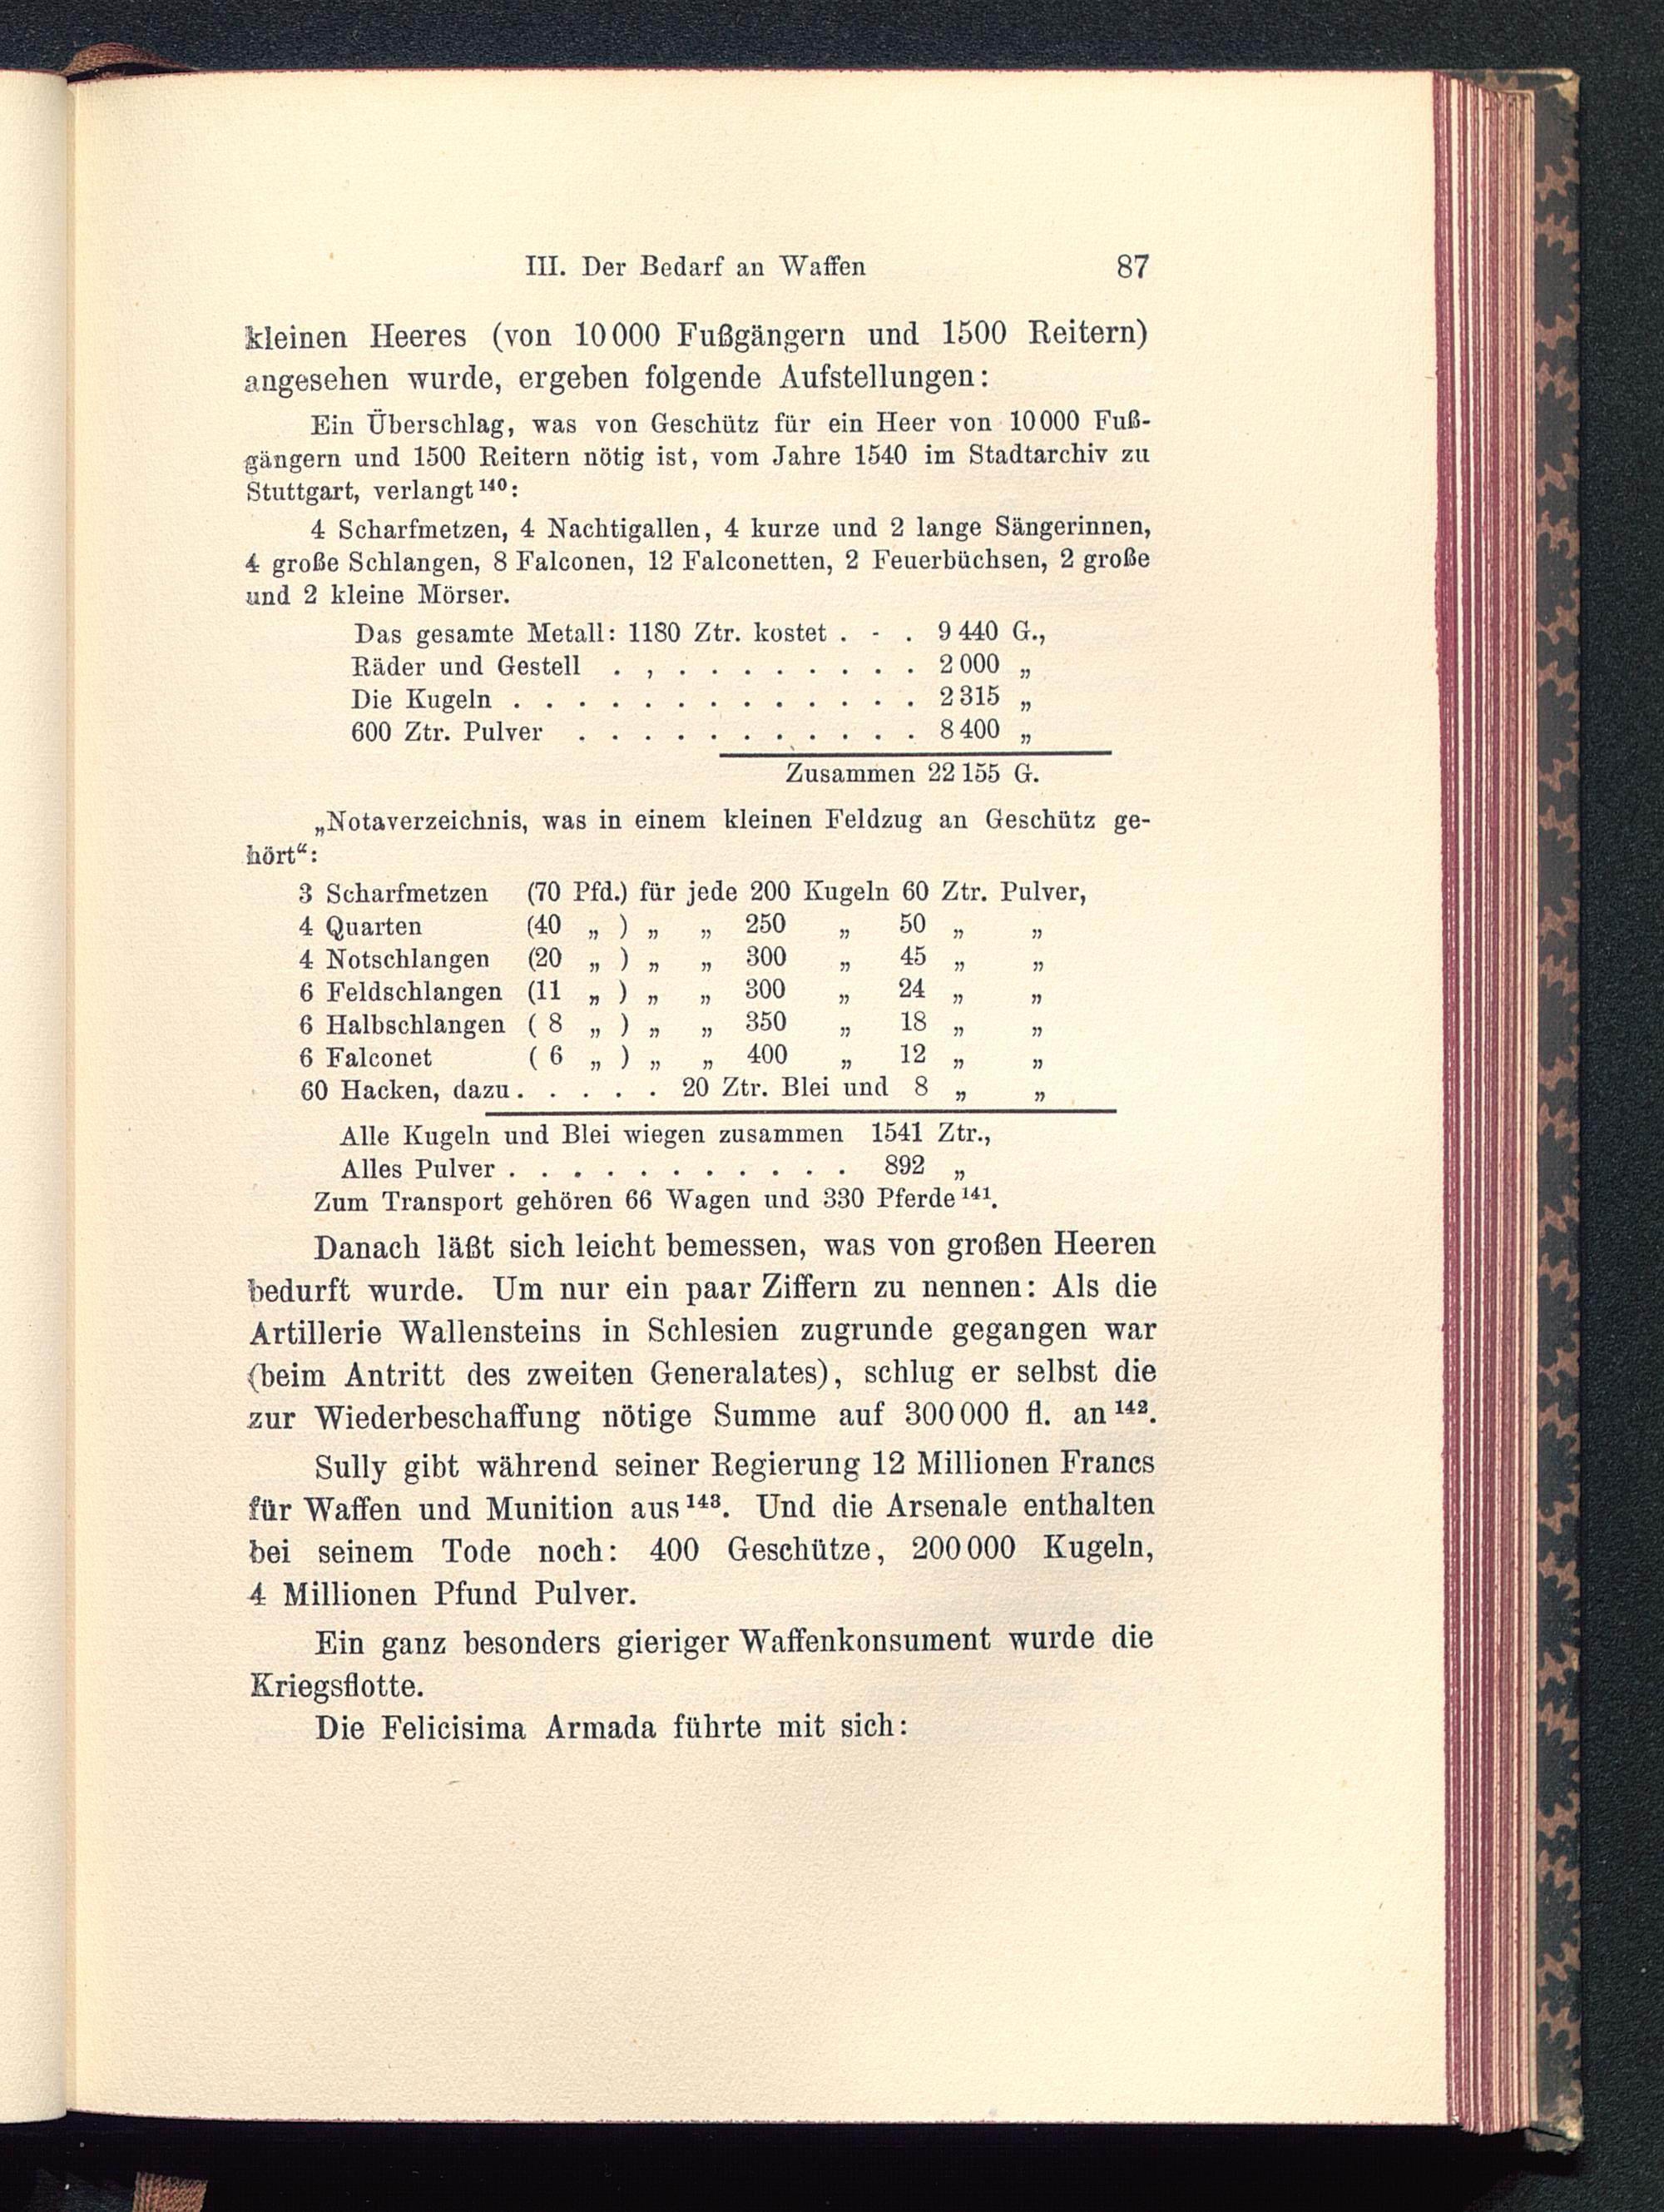 III. Der Bedarf an Waffen 87
kleinen Heeres (von 10000 Fußgängern und 1500 Reitern)
angesehen wurde, ergeben folgende Aufstellungen:
Ein Überschlag, was von Geschütz für ein Heer von 10000 Fuß-
gängern und 1500 Reitern nötig ist, vom Jahre 1540 im Stadtarchiv zu
Stuttgart, verlangt¹⁴⁰:
4 Scharfmetzen, 4 Nachtigallen, 4 kurze und 2 lange Sängerinnen,
4 große Schlangen, 8 Falconen, 12 Falconetten, 2 Feuerbüchsen, 2 große
und 2 kleine Mörser.
Das gesamte Metall: 1180 Ztr. kostet . - . 9 440 G.,
Räder und Gestell . , . . . . . . . . 2 000 „
Die Kugeln . . . . . . . . . . . . . 2 315 „
600 Ztr. Pulver . . . . . . . . . . . 8 400 „
Zusammen 22 155 G.
„Notaverzeichnis, was in einem kleinen Feldzug an Geschütz ge-
hört“:
3 Scharfmetzen (70 Pfd.) für jede 200 Kugeln 60 Ztr. Pulver,
4 Quarten (40 „ ) „ „ 250 „ 50 „ „
4 Notschlangen (20 „ ) „ „ 300 „ 45 „ „
6 Feldschlangen (11 „ ) „ „ 300 „ 24 „ „
6 Halbschlangen ( 8 „ ) „ „ 350 „ 18 „ „
6 Falconet ( 6 „ ) „ „ 400 „ 12 „ „
60 Hacken, dazu . . . . . 20 Ztr. Blei und 8 „ „
Alle Kugeln und Blei wiegen zusammen 1541 Ztr.,
Alles Pulver . . . . . . . . . . . 892 „
Zum Transport gehören 66 Wagen und 330 Pferde¹⁴¹.
Danach läßt sich leicht bemessen, was von großen Heeren
bedurft wurde. Um nur ein paar Ziffern zu nennen: Als die
Artillerie Wallensteins in Schlesien zugrunde gegangen war
(beim Antritt des zweiten Generalates), schlug er selbst die
zur Wiederbeschaffung nötige Summe auf 300000 fl. an¹⁴².
Sully gibt während seiner Regierung 12 Millionen Francs
für Waffen und Munition aus¹⁴³. Und die Arsenale enthalten
bei seinem Tode noch: 400 Geschütze, 200000 Kugeln,
4 Millionen Pfund Pulver.
Ein ganz besonders gieriger Waffenkonsument wurde die
Kriegsflotte.
Die Felicisima Armada führte mit sich: